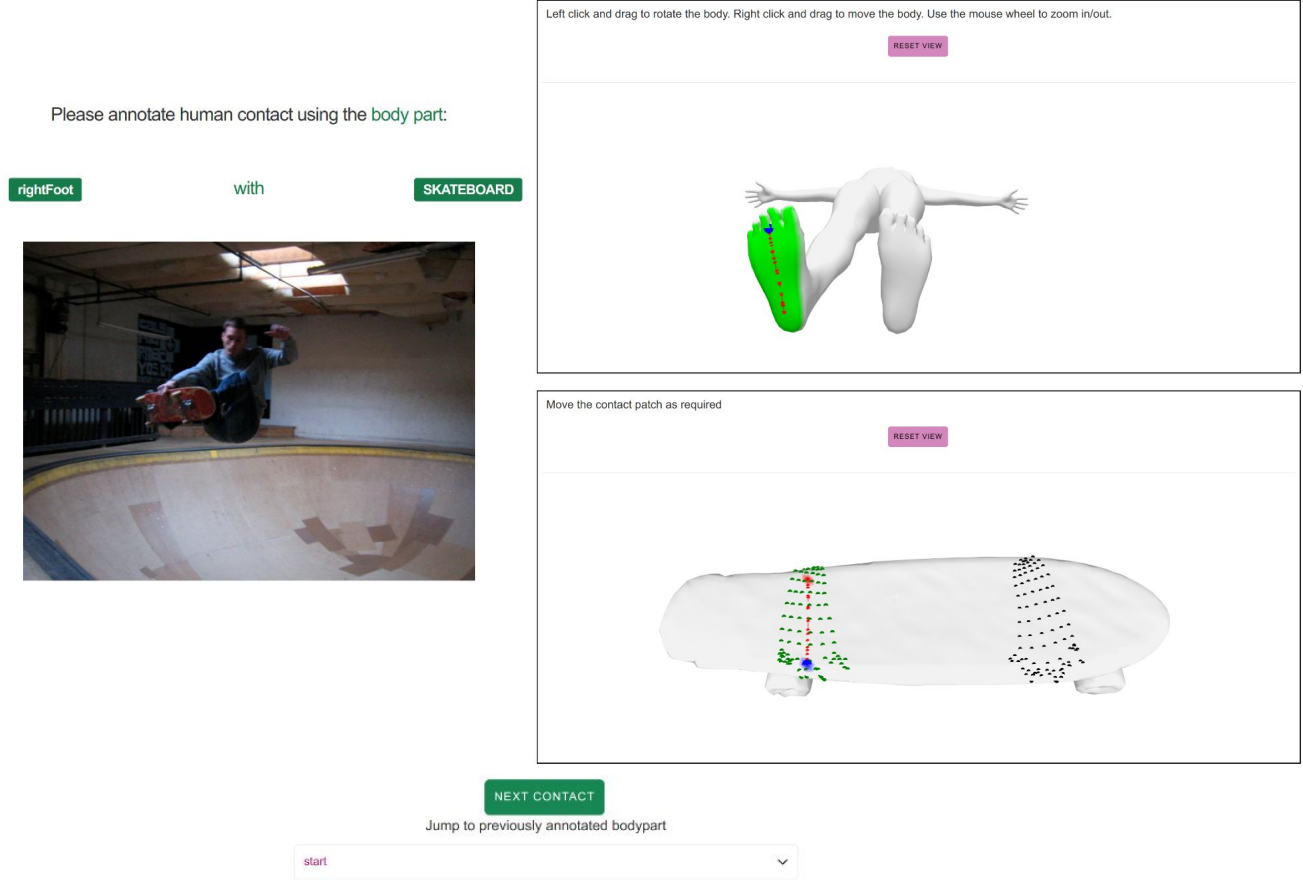 Left click and drag to rotate the body. Right click and drag to move the body. Use the mouse wheel to zoom in/out.
RESET VIEW
Please annotate human contact using the body part:
rightFoot with SKATEBOARD
Move the contact patch as required
RESET VIEW
NEXT CONTACT
Jump to previously annotated bodypart
start